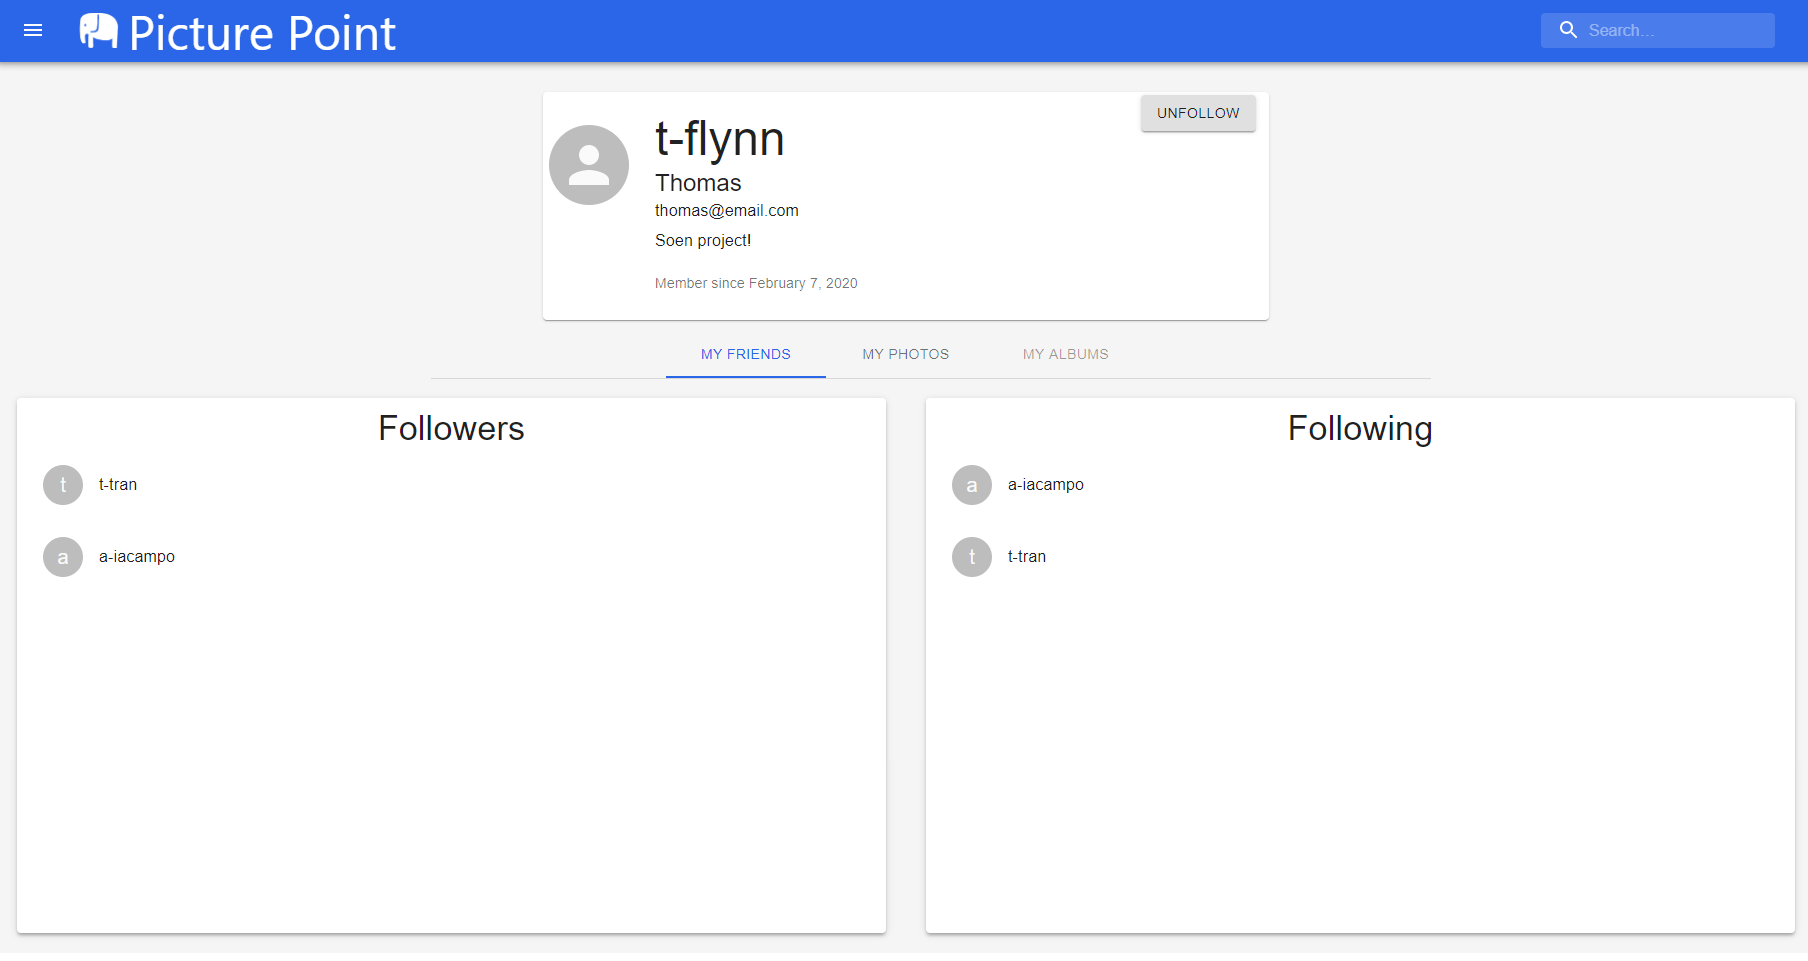 Picture Point
Search...
UNFOLLOW
t-flynn
Thomas
thomas@email.com
Soen project!
Member since February 7, 2020
MY FRIENDS
MY PHOTOS
MY ALBUMS
Followers
t
t-tran
a
a-iacampo
Following
a
a-iacampo
t
t-tran